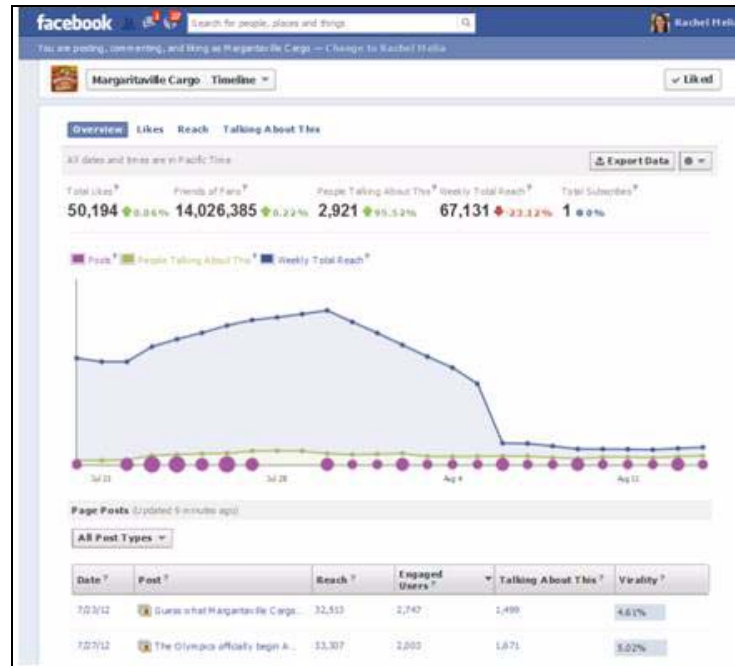 facebook Search for people, places and things Rachel Melia
You are posting, commenting, and liking as Margaritaville Cargo — Change to Rachel Melia
Margaritaville Cargo Timeline Liked
Overview Likes Reach Talking About This
All dates and times are in Pacific Time Export Data
Total Likes? Friends of Fans? People Talking About This? Weekly Total Reach? Total Subscribes?
50,194 14,026,385 0.22% 2,921 95.52% 67,131 -23.12% 1 0%
Posts? People Talking About This? Weekly Total Reach?
Jul 21 Jul 28 Aug 4 Aug 11
Page Posts (Updated 9 minutes ago)
All Post Types
Date? Post? Reach? Engaged Users? Talking About This? Virality?
7/23/12 Guess what Margaritaville Cargo... 32,513 2,747 1,499 4.61%
7/27/12 The Olympics officially begin A... 33,307 2,003 1,671 5.02%